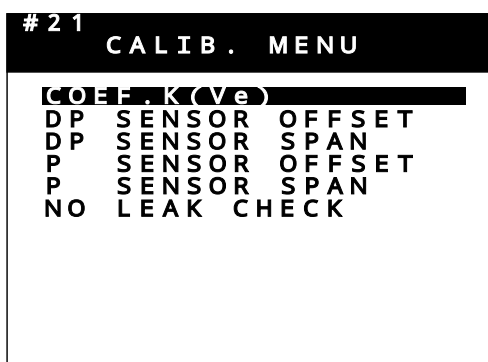 #21
CALIB. MENU
COEF.K(Ve)
DP SENSOR OFFSET
DP SENSOR SPAN
P SENSOR OFFSET
P SENSOR SPAN
NO LEAK CHECK